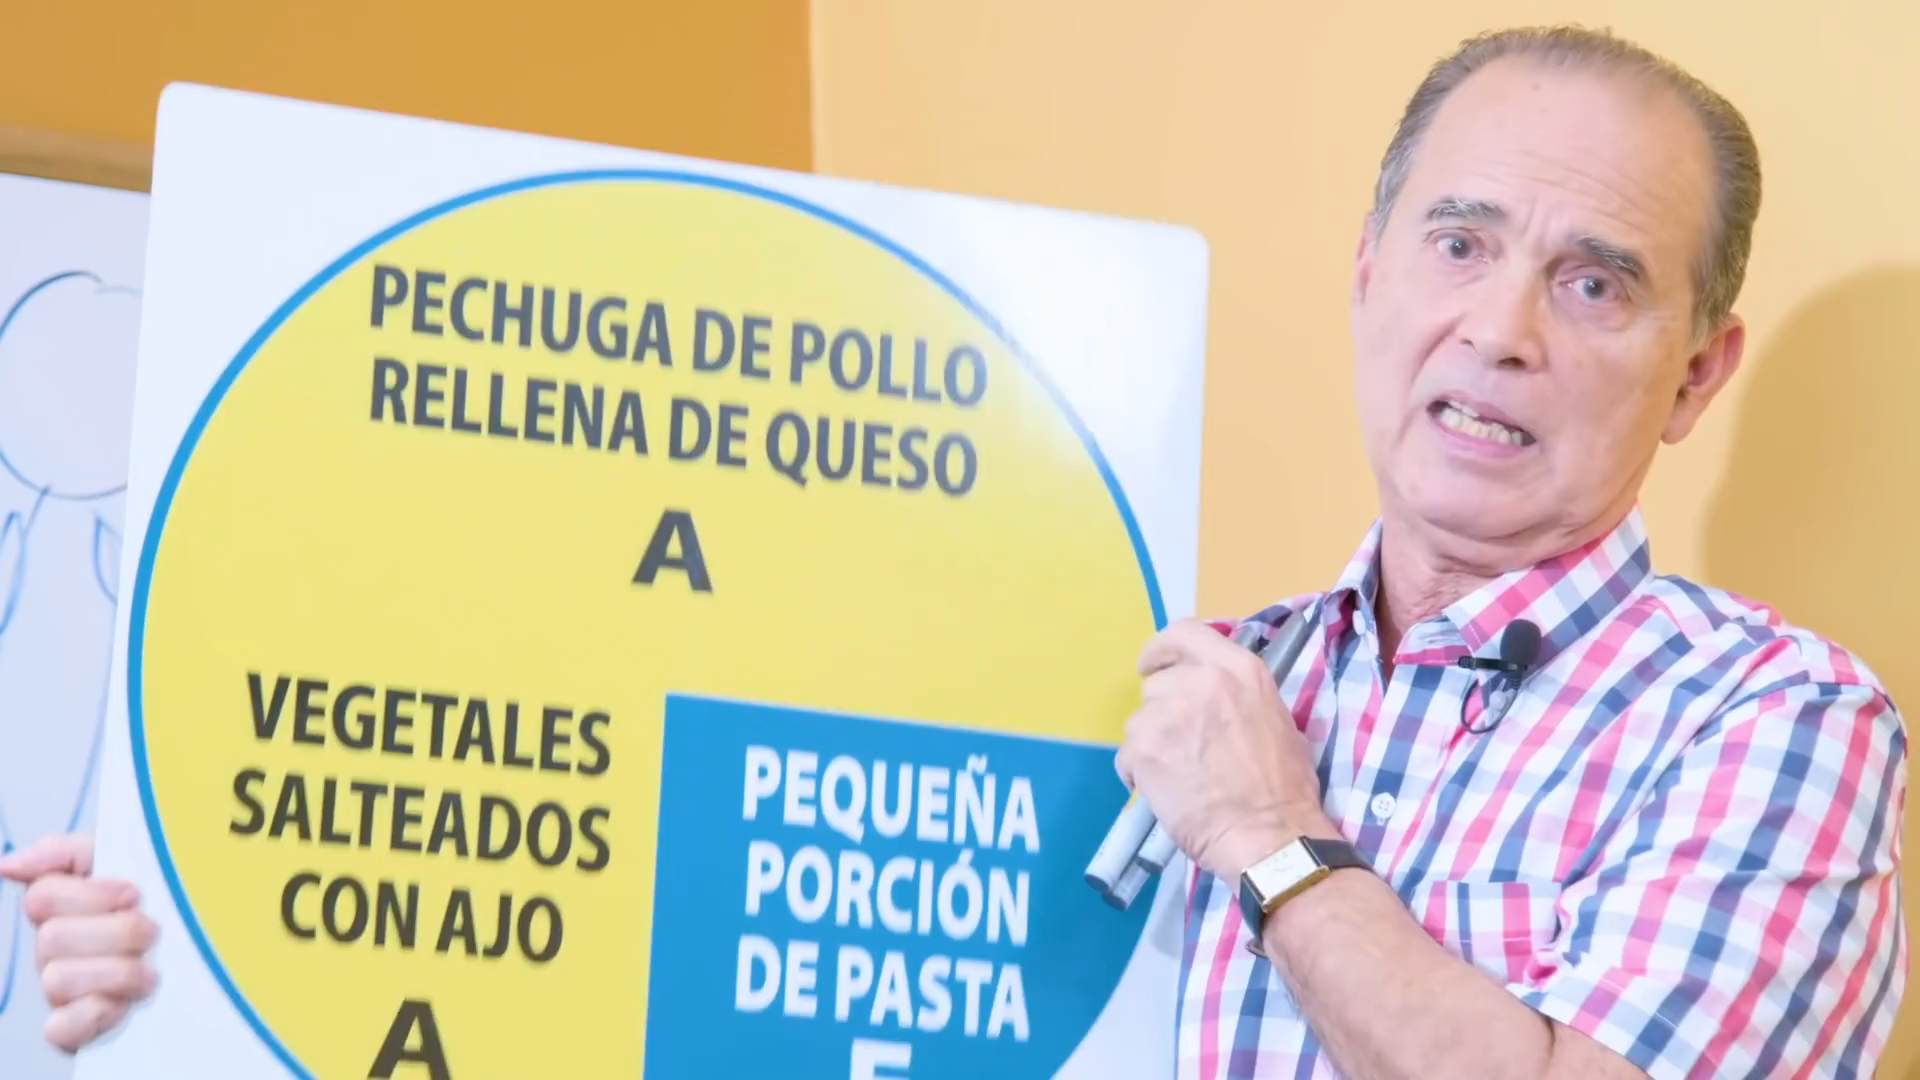 PECHUGA DE POLLO
RELLENA DE QUESO
A
VEGETALES
SALTEADOS
CON AJO
A
PEQUEÑA
PORCIÓN
DE PASTA